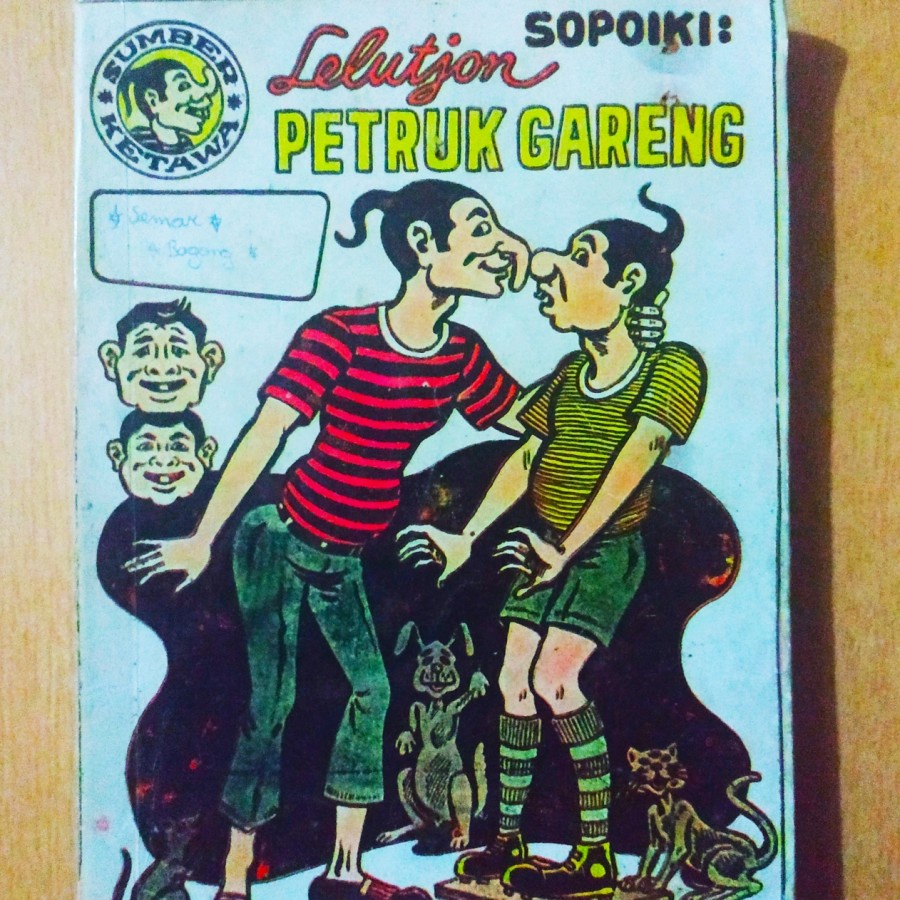 SOPOIKI:
SUMBER KETAWA
Lelutjon
PETRUK GARENG
Semar
Bagong